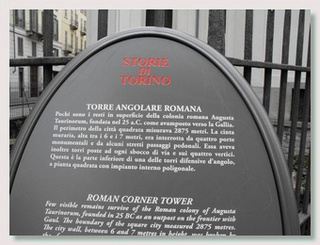 STORIE
DI
TORINO
TORRE ANGOLARE ROMANA
Pochi sono i resti in superficie della colonia romana Augusta
Taurinorum, fondata nel 25 a.C. come avamposto verso la Gallia.
Il perimetro della città quadrata misurava 2875 metri. La cinta
muraria, alta tra i 6 e i 7 metri, era interrotta da quattro porte
monumentali e da alcuni stretti passaggi pedonali. Essa aveva
inoltre torri poste ad ogni sbocco di via e sui quattro vertici.
Questa è la parte inferiore di una delle torri difensive d'angolo,
a pianta quadrata con impianto interno poligonale.
ROMAN CORNER TOWER
Few visible remains survive of the Roman colony of Augusta
Taurinorum, founded in 25 BC as an outpost on the frontier with
Gaul. The boundary of the square city measured 2875 metres.
The city wall, between 6 and 7 metres in height, was broken by